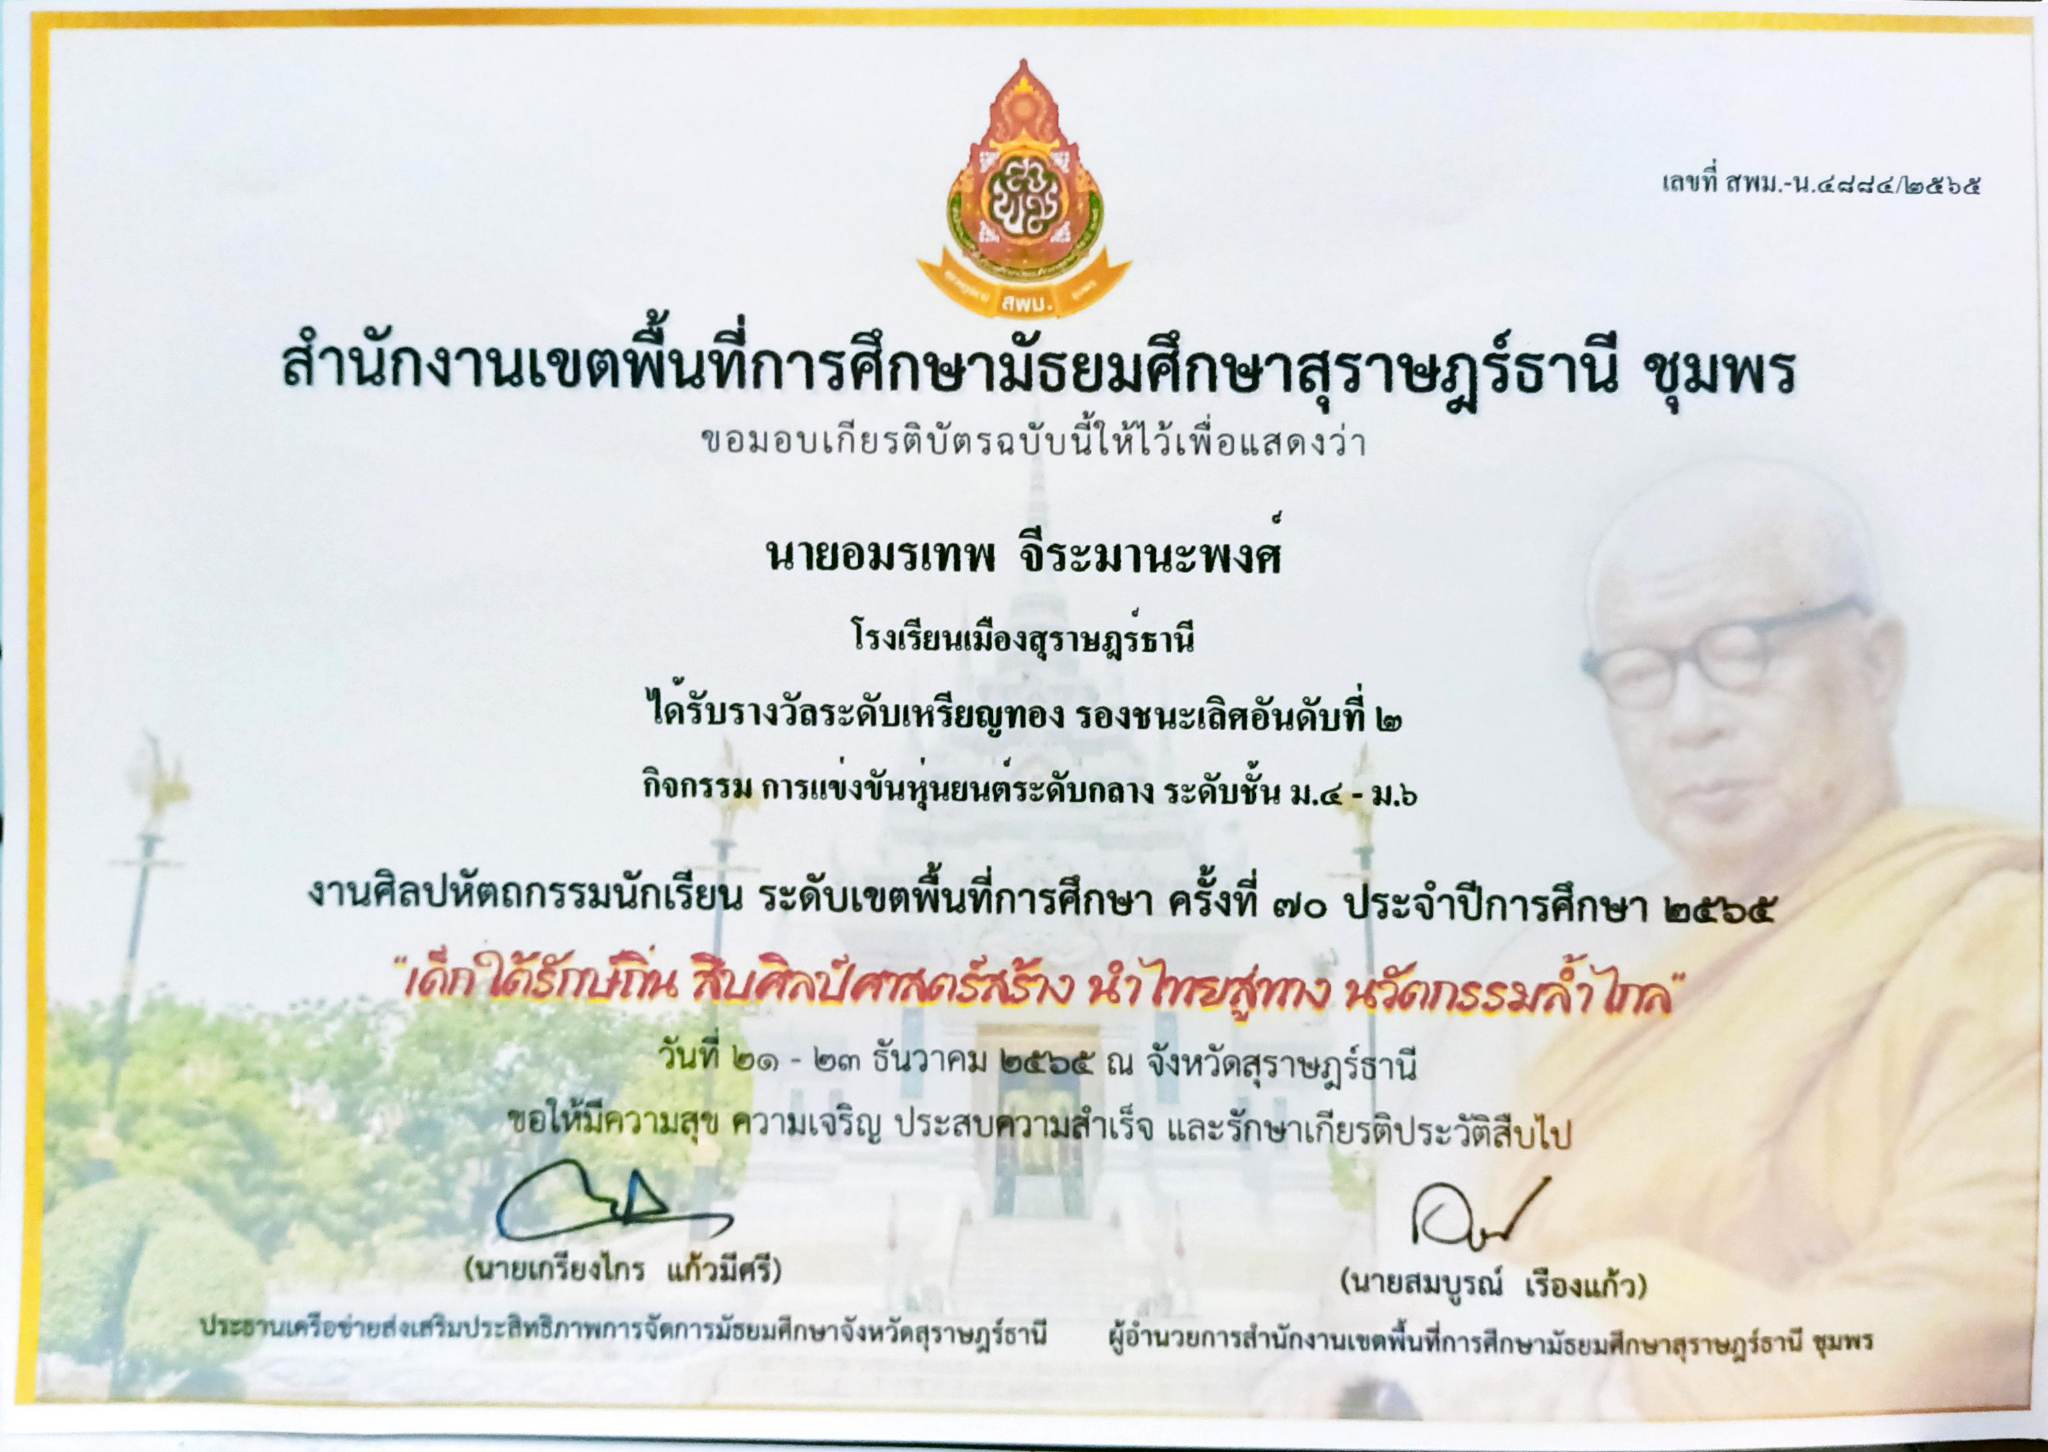 สพม.
เลขที่ สพม.-น.๔๘๘๔/๒๕๖๕
สำนักงานเขตพื้นที่การศึกษามัธยมศึกษาสุราษฎร์ธานี ชุมพร
ขอมอบเกียรติบัตรฉบับนี้ให้ไว้เพื่อแสดงว่า
นายอมรเทพ จีระมานะพงศ์
โรงเรียนเมืองสุราษฎร์ธานี
ได้รับรางวัลระดับเหรียญทอง รองชนะเลิศอันดับที่ ๒
กิจกรรม การแข่งขันหุ่นยนต์ระดับกลาง ระดับชั้น ม.๔ - ม.๖
งานศิลปหัตถกรรมนักเรียน ระดับเขตพื้นที่การศึกษา ครั้งที่ ๗๐ ประจำปีการศึกษา ๒๕๖๕
"เด็กใต้รักษ์ถิ่น สืบศิลป์ศาสตร์สร้าง นำไทยสู่ทาง นวัตกรรมล้ำไกล"
วันที่ ๒๑ - ๒๓ ธันวาคม ๒๕๖๕ ณ จังหวัดสุราษฎร์ธานี
ขอให้มีความสุข ความเจริญ ประสบความสำเร็จ และรักษาเกียรติประวัติสืบไป
(นายเกรียงไกร แก้วมีศรี)
ประธานเครือข่ายส่งเสริมประสิทธิภาพการจัดการมัธยมศึกษาจังหวัดสุราษฎร์ธานี
(นายสมบูรณ์ เรืองแก้ว)
ผู้อำนวยการสำนักงานเขตพื้นที่การศึกษามัธยมศึกษาสุราษฎร์ธานี ชุมพร